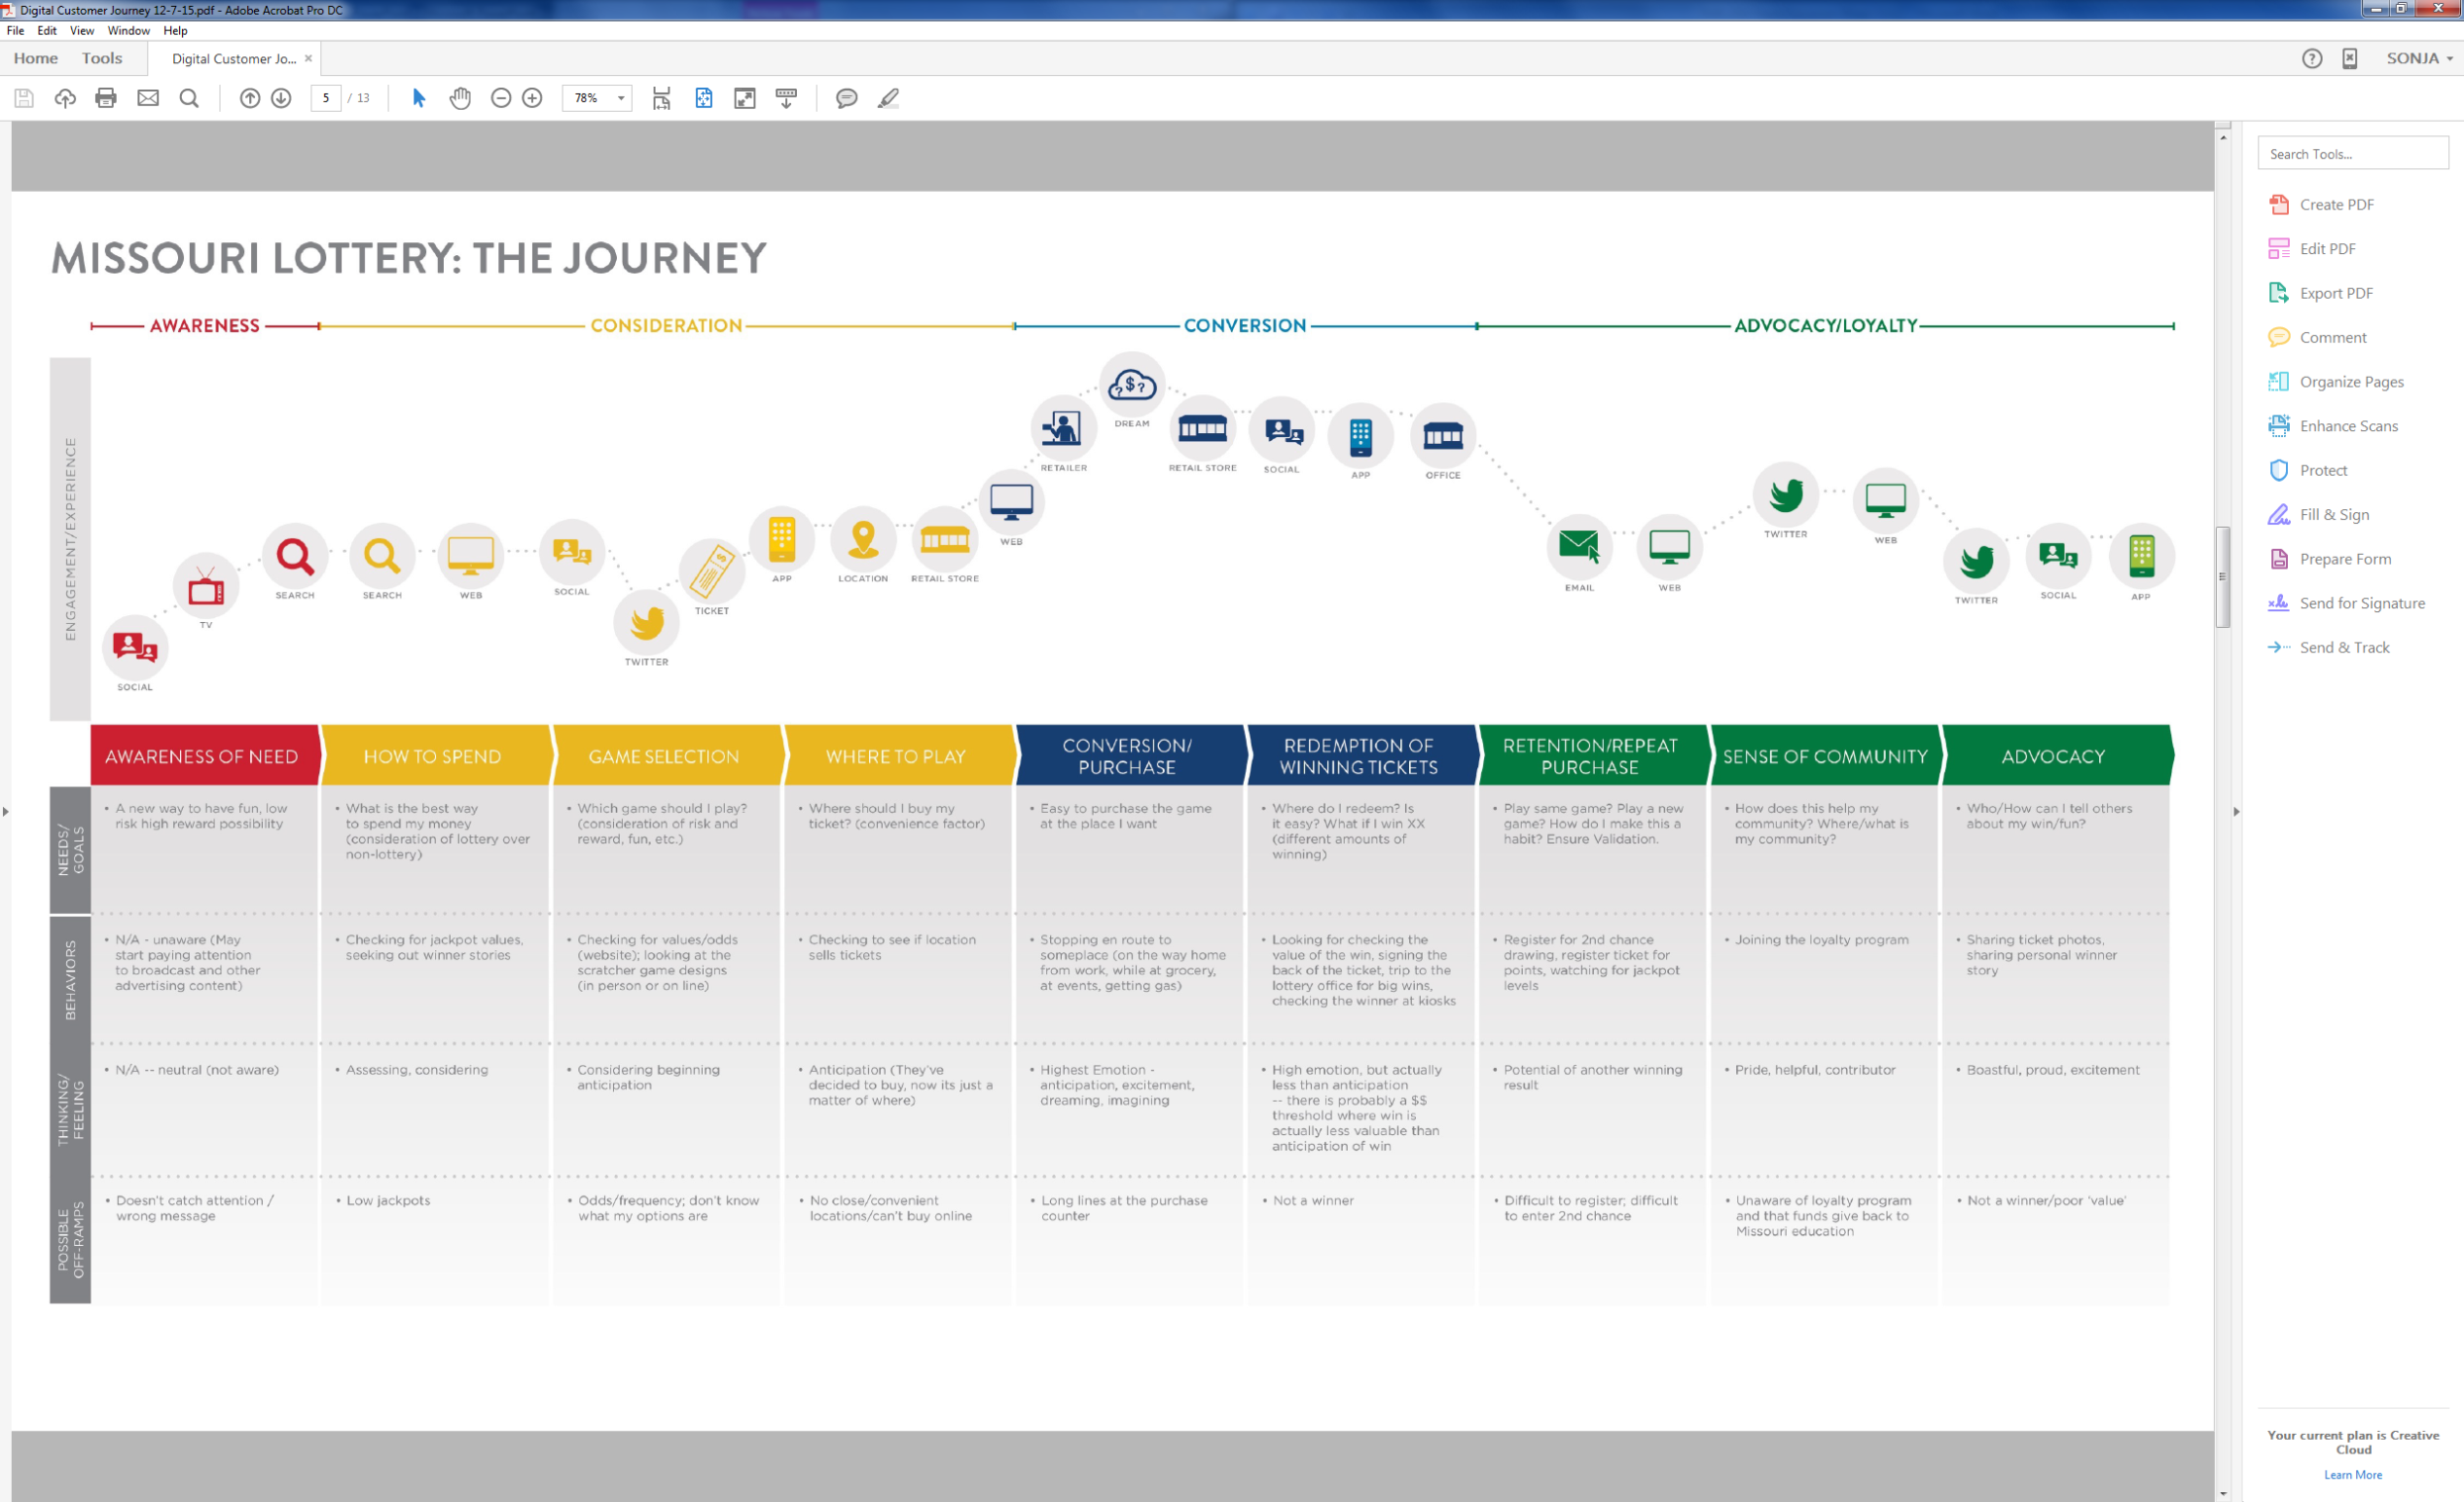 Digital Customer Journey 12-7-15.pdf - Adobe Acrobat Pro DC
File Edit View Window Help
Home Tools Digital Customer Jo... × SONJA
5 / 13 78%
Search Tools...
Create PDF
Edit PDF
Export PDF
Comment
Organize Pages
Enhance Scans
Protect
Fill & Sign
Prepare Form
Send for Signature
Send & Track
Your current plan is Creative
Cloud
Learn More
MISSOURI LOTTERY: THE JOURNEY
AWARENESS CONSIDERATION CONVERSION ADVOCACY/LOYALTY
ENGAGEMENT/EXPERIENCE
SOCIAL
TV
SEARCH
SEARCH
WEB
SOCIAL
TWITTER
TICKET
APP
LOCATION
RETAIL STORE
WEB
RETAILER
?$?
DREAM
RETAIL STORE
SOCIAL
APP
OFFICE
EMAIL
WEB
TWITTER
WEB
TWITTER
SOCIAL
APP
AWARENESS OF NEED
HOW TO SPEND
GAME SELECTION
WHERE TO PLAY
CONVERSION/
PURCHASE
REDEMPTION OF
WINNING TICKETS
RETENTION/REPEAT
PURCHASE
SENSE OF COMMUNITY
ADVOCACY
NEEDS/
GOALS
• A new way to have fun, low
risk high reward possibility
• What is the best way
to spend my money
(consideration of lottery over
non-lottery)
• Which game should I play?
(consideration of risk and
reward, fun, etc.)
• Where should I buy my
ticket? (convenience factor)
• Easy to purchase the game
at the place I want
• Where do I redeem? Is
it easy? What if I win XX
(different amounts of
winning)
• Play same game? Play a new
game? How do I make this a
habit? Ensure Validation.
• How does this help my
community? Where/what is
my community?
• Who/How can I tell others
about my win/fun?
BEHAVIORS
• N/A - unaware (May
start paying attention
to broadcast and other
advertising content)
• Checking for jackpot values,
seeking out winner stories
• Checking for values/odds
(website); looking at the
scratcher game designs
(in person or on line)
• Checking to see if location
sells tickets
• Stopping en route to
someplace (on the way home
from work, while at grocery,
at events, getting gas)
• Looking for checking the
value of the win, signing the
back of the ticket, trip to the
lottery office for big wins,
checking the winner at kiosks
• Register for 2nd chance
drawing, register ticket for
points, watching for jackpot
levels
• Joining the loyalty program
• Sharing ticket photos,
sharing personal winner
story
THINKING/
FEELING
• N/A -- neutral (not aware)
• Assessing, considering
• Considering beginning
anticipation
• Anticipation (They've
decided to buy, now its just a
matter of where)
• Highest Emotion -
anticipation, excitement,
dreaming, imagining
• High emotion, but actually
less than anticipation
-- there is probably a $$
threshold where win is
actually less valuable than
anticipation of win
• Potential of another winning
result
• Pride, helpful, contributor
• Boastful, proud, excitement
POSSIBLE
OFF-RAMPS
• Doesn't catch attention /
wrong message
• Low jackpots
• Odds/frequency; don't know
what my options are
• No close/convenient
locations/can't buy online
• Long lines at the purchase
counter
• Not a winner
• Difficult to register; difficult
to enter 2nd chance
• Unaware of loyalty program
and that funds give back to
Missouri education
• Not a winner/poor 'value'